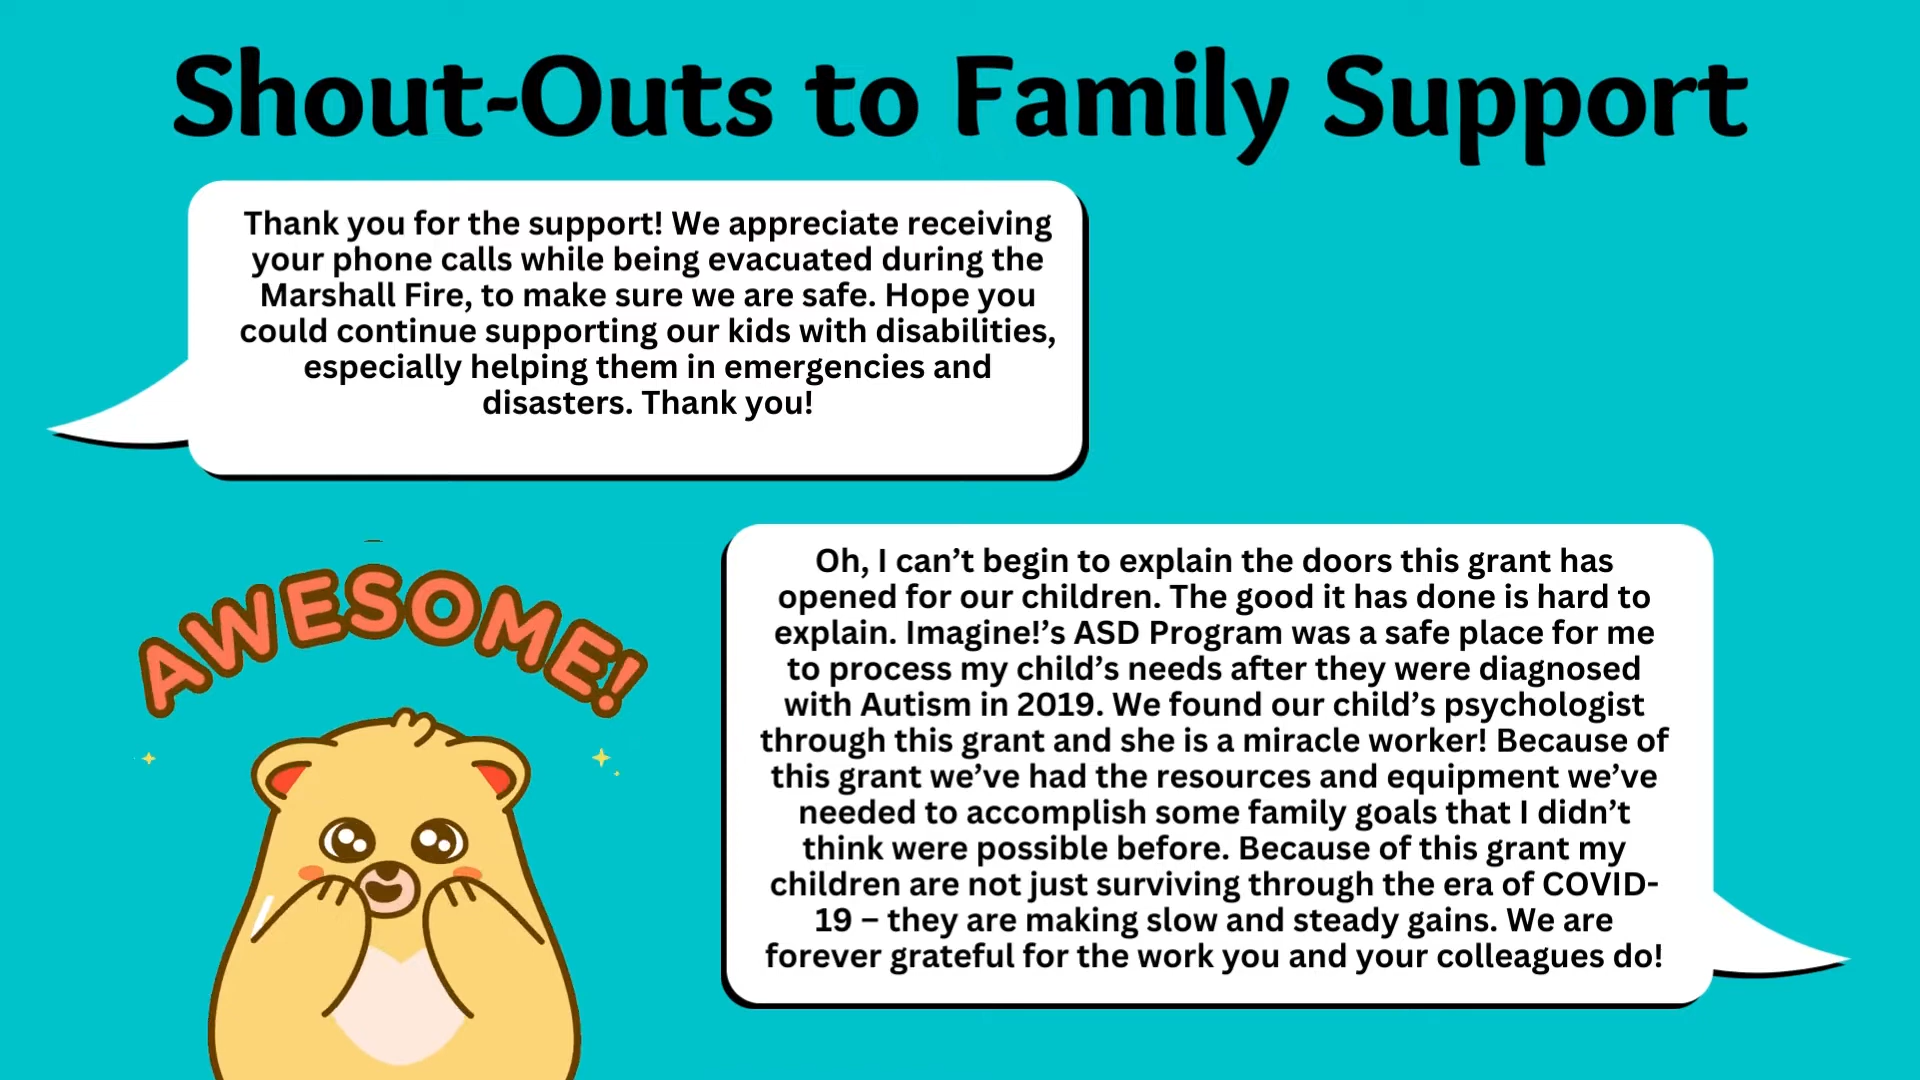 Shout-Outs to Family Support
Thank you for the support! We appreciate receiving
your phone calls while being evacuated during the
Marshall Fire, to make sure we are safe. Hope you
could continue supporting our kids with disabilities,
especially helping them in emergencies and
disasters. Thank you!
AWESOME!
Oh, I can’t begin to explain the doors this grant has
opened for our children. The good it has done is hard to
explain. Imagine!’s ASD Program was a safe place for me
to process my child’s needs after they were diagnosed
with Autism in 2019. We found our child’s psychologist
through this grant and she is a miracle worker! Because of
this grant we’ve had the resources and equipment we’ve
needed to accomplish some family goals that I didn’t
think were possible before. Because of this grant my
children are not just surviving through the era of COVID-
19 – they are making slow and steady gains. We are
forever grateful for the work you and your colleagues do!